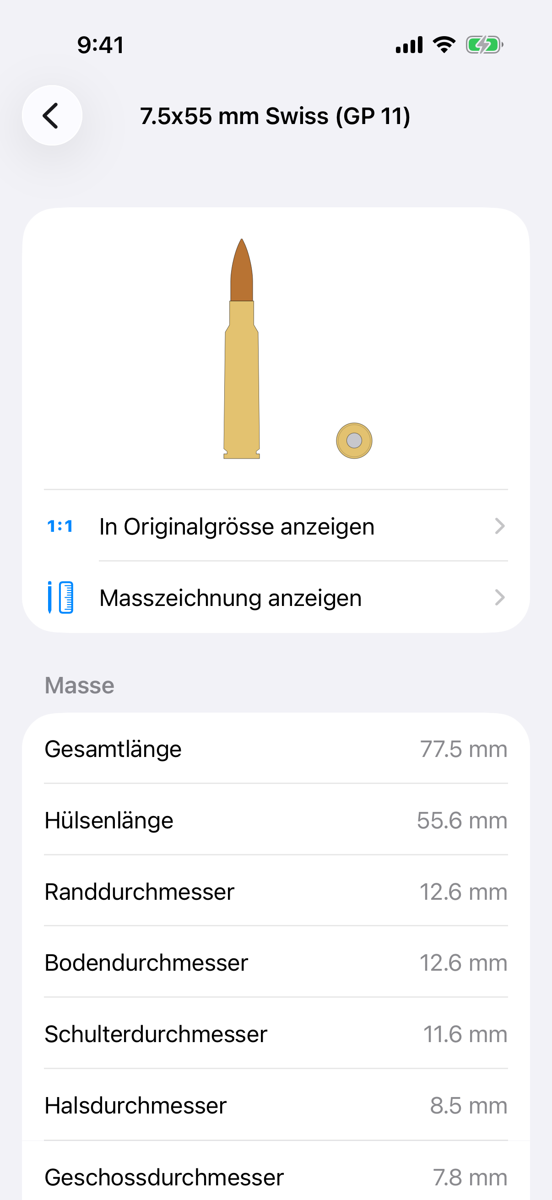 9:41
7.5x55 mm Swiss (GP 11)
1:1 In Originalgrösse anzeigen
Masszeichnung anzeigen
Masse
Gesamtlänge 77.5 mm
Hülsenlänge 55.6 mm
Randdurchmesser 12.6 mm
Bodendurchmesser 12.6 mm
Schulterdurchmesser 11.6 mm
Halsdurchmesser 8.5 mm
Geschossdurchmesser 7.8 mm